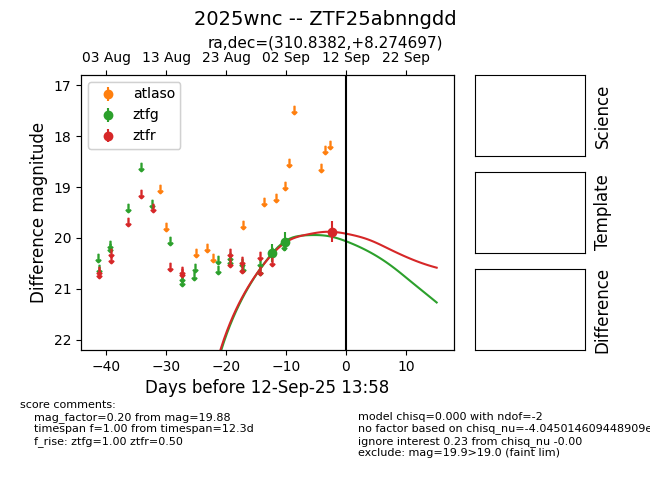 2025wnc -- ZTF25abnngdd
ra,dec=(310.8382,+8.274697)
03 Aug 13 Aug 23 Aug 02 Sep 12 Sep 22 Sep
atlaso
ztfg
ztfr
17
18
19
20
21
22
Difference magnitude
−40 −30 −20 −10 0 10
Days before 12-Sep-25 13:58
Science
Template
Difference
score comments:
mag_factor=0.20 from mag=19.88
timespan f=1.00 from timespan=12.3d
f_rise: ztfg=1.00 ztfr=0.50
model chisq=0.000 with ndof=-2
no factor based on chisq_nu=-4.045014609448909e
ignore interest 0.23 from chisq_nu -0.00
exclude: mag=19.9>19.0 (faint lim)